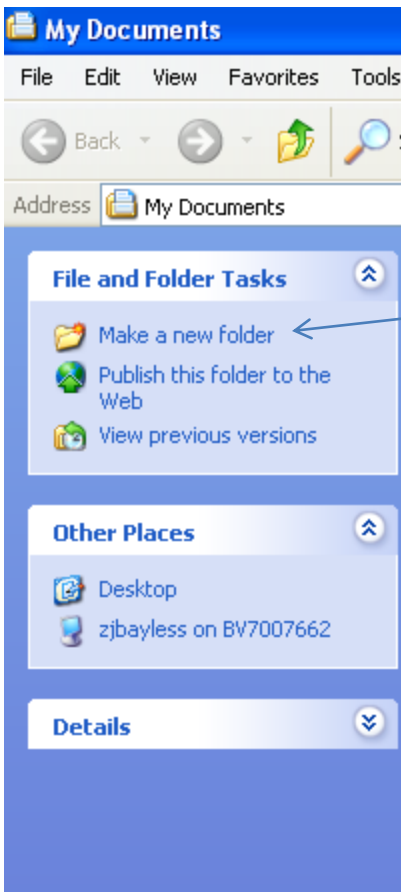 My Documents
File Edit View Favorites Tools
Back
Address My Documents
File and Folder Tasks
Make a new folder
Publish this folder to the
Web
View previous versions
Other Places
Desktop
zjbayless on BV7007662
Details